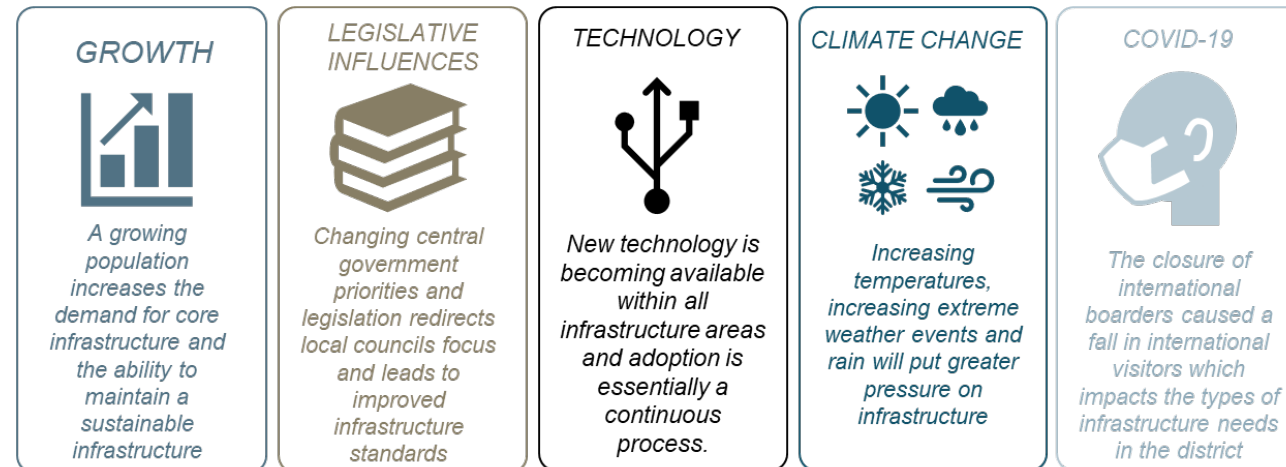 GROWTH
A growing
population
increases the
demand for core
infrastructure and
the ability to
maintain a
sustainable
infrastructure
LEGISLATIVE
INFLUENCES
Changing central
government
priorities and
legislation redirects
local councils focus
and leads to
improved
infrastructure
standards
TECHNOLOGY
New technology is
becoming available
within all
infrastructure areas
and adoption is
essentially a
continuous
process.
CLIMATE CHANGE
Increasing
temperatures,
increasing extreme
weather events and
rain will put greater
pressure on
infrastructure
COVID-19
The closure of
international
boarders caused a
fall in international
visitors which
impacts the types of
infrastructure needs
in the district